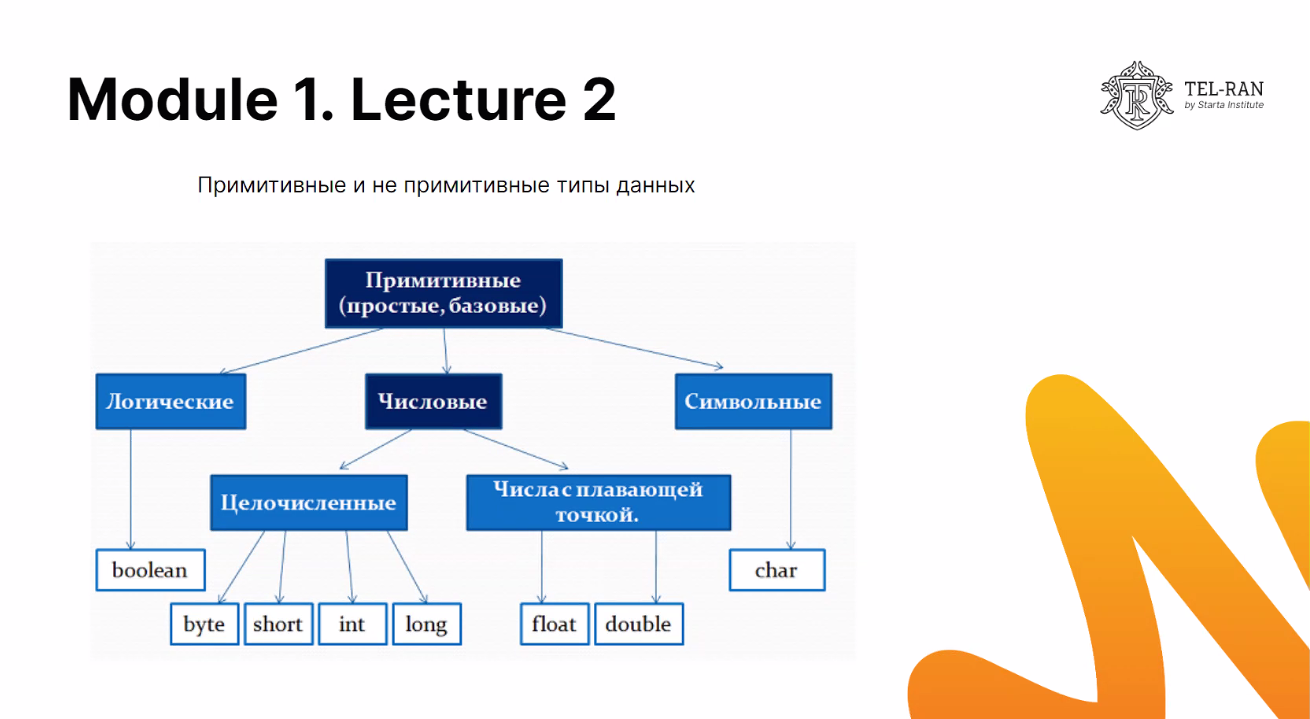 Module 1. Lecture 2
TEL-RAN
by Starta Institute
Примитивные и не примитивные типы данных
Примитивные
(простые, базовые)
Логические
Числовые
Символьные
Целочисленные
Числа с плавающей
точкой.
boolean
char
byte
short
int
long
float
double